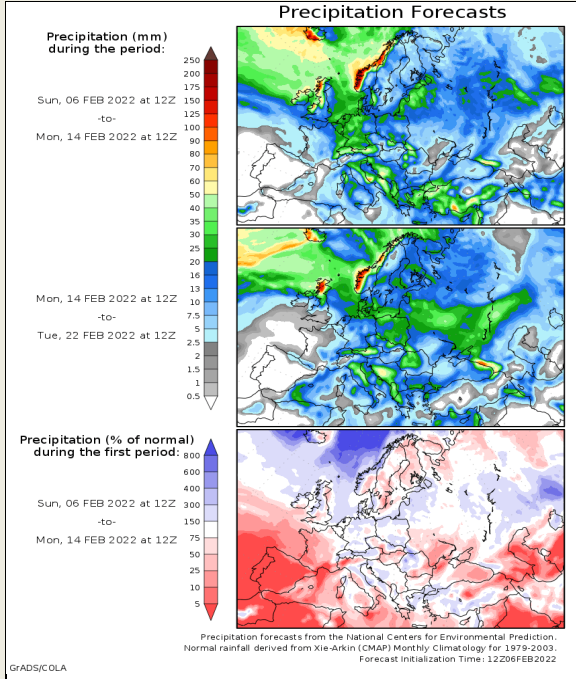 Precipitation Forecasts
Precipitation (mm)
during the period:
Sun, 06 FEB 2022 at 12Z
-to-
Mon, 14 FEB 2022 at 12Z
250
200
175
150
125
100
90
80
70
60
50
40
35
30
25
20
16
13
10
7.5
5
2.5
2
1.5
1
0.5
Mon, 14 FEB 2022 at 12Z
-to-
Tue, 22 FEB 2022 at 12Z
Precipitation (% of normal)
during the first period:
Sun, 06 FEB 2022 at 12Z
-to-
Mon, 14 FEB 2022 at 12Z
800
600
400
300
150
75
50
25
10
5
Precipitation forecasts from the National Centers for Environmental Prediction.
Normal rainfall derived from Xie-Arkin (CMAP) Monthly Climatology for 1979-2003.
Forecast Initialization Time: 12Z06FEB2022
GrADS/COLA